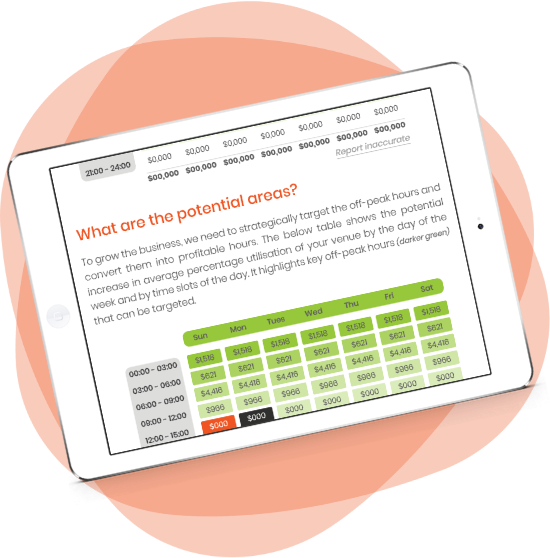 21:00 - 24:00 $0,000 $0,000 $0,000 $0,000 $0,000 $0,000 $0,000
$00,000 $00,000 $00,000 $00,000 $00,000 $00,000 $00,000
Report inaccurate
What are the potential areas?
To grow the business, we need to strategically target the off-peak hours and
convert them into profitable hours. The below table shows the potential
increase in average percentage utilisation of your venue by the day of the
week and by time slots of the day. It highlights key off-peak hours (darker green)
that can be targeted.
Sun Mon Tues Wed Thu Fri Sat
00:00 - 03:00 $1,518 $1,518 $1,518 $1,518 $1,518 $1,518 $1,518
03:00 - 06:00 $621 $621 $621 $621 $621 $621 $621
06:00 - 09:00 $4,416 $4,416 $4,416 $4,416 $4,416 $4,416 $4,416
09:00 - 12:00 $966 $966 $966 $966 $966 $966 $966
12:00 - 15:00 $000 $000 $000 $000 $000 $000 $000